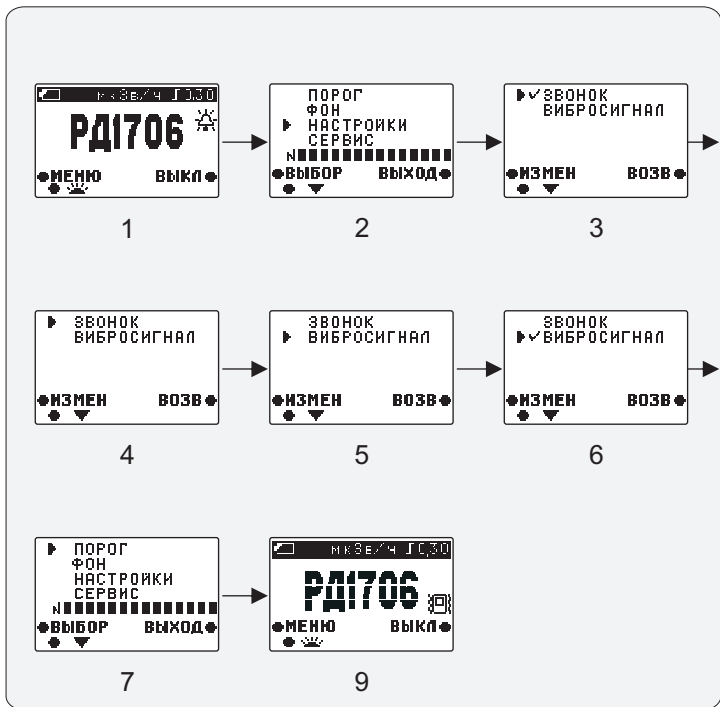 мкЗв/ч 0,30
РД1706
МЕНЮ ВЫКЛ
1
ПОРОГ
ФОН
НАСТРОЙКИ
СЕРВИС
N
ВЫБОР ВЫХОД
2
✓ЗВОНОК
ВИБРОСИГНАЛ
ИЗМЕН ВОЗВ
3
ЗВОНОК
ВИБРОСИГНАЛ
ИЗМЕН ВОЗВ
4
ЗВОНОК
ВИБРОСИГНАЛ
ИЗМЕН ВОЗВ
5
ЗВОНОК
✓ВИБРОСИГНАЛ
ИЗМЕН ВОЗВ
6
ПОРОГ
ФОН
НАСТРОЙКИ
СЕРВИС
N
ВЫБОР ВЫХОД
7
мкЗв/ч 0,30
РД1706
МЕНЮ ВЫКЛ
9